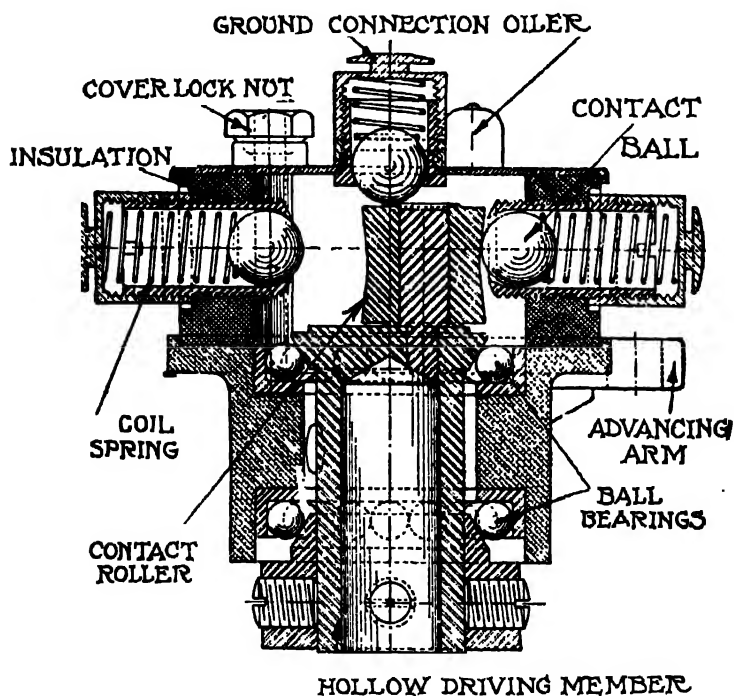 GROUND CONNECTION OILER
COVER LOCK NUT
CONTACT
BALL
INSULATION
COIL
SPRING
ADVANCING
ARM
BALL
BEARINGS
CONTACT
ROLLER
HOLLOW DRIVING MEMBER